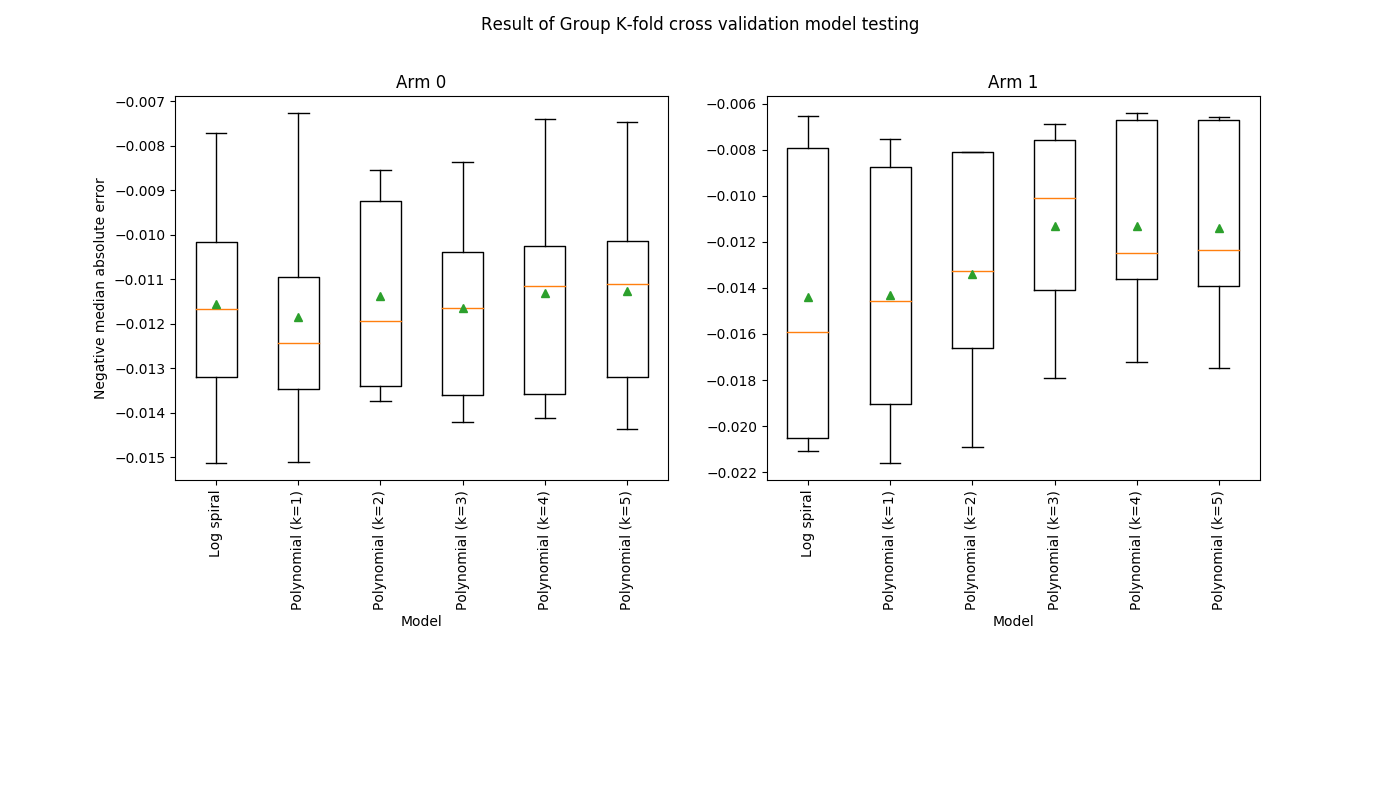 Result of Group K-fold cross validation model testing
Arm 0
Negative median absolute error
−0.007
−0.008
−0.009
−0.010
−0.011
−0.012
−0.013
−0.014
−0.015
Log spiral
Polynomial (k=1)
Polynomial (k=2)
Polynomial (k=3)
Polynomial (k=4)
Polynomial (k=5)
Model
Arm 1
−0.006
−0.008
−0.010
−0.012
−0.014
−0.016
−0.018
−0.020
−0.022
Log spiral
Polynomial (k=1)
Polynomial (k=2)
Polynomial (k=3)
Polynomial (k=4)
Polynomial (k=5)
Model